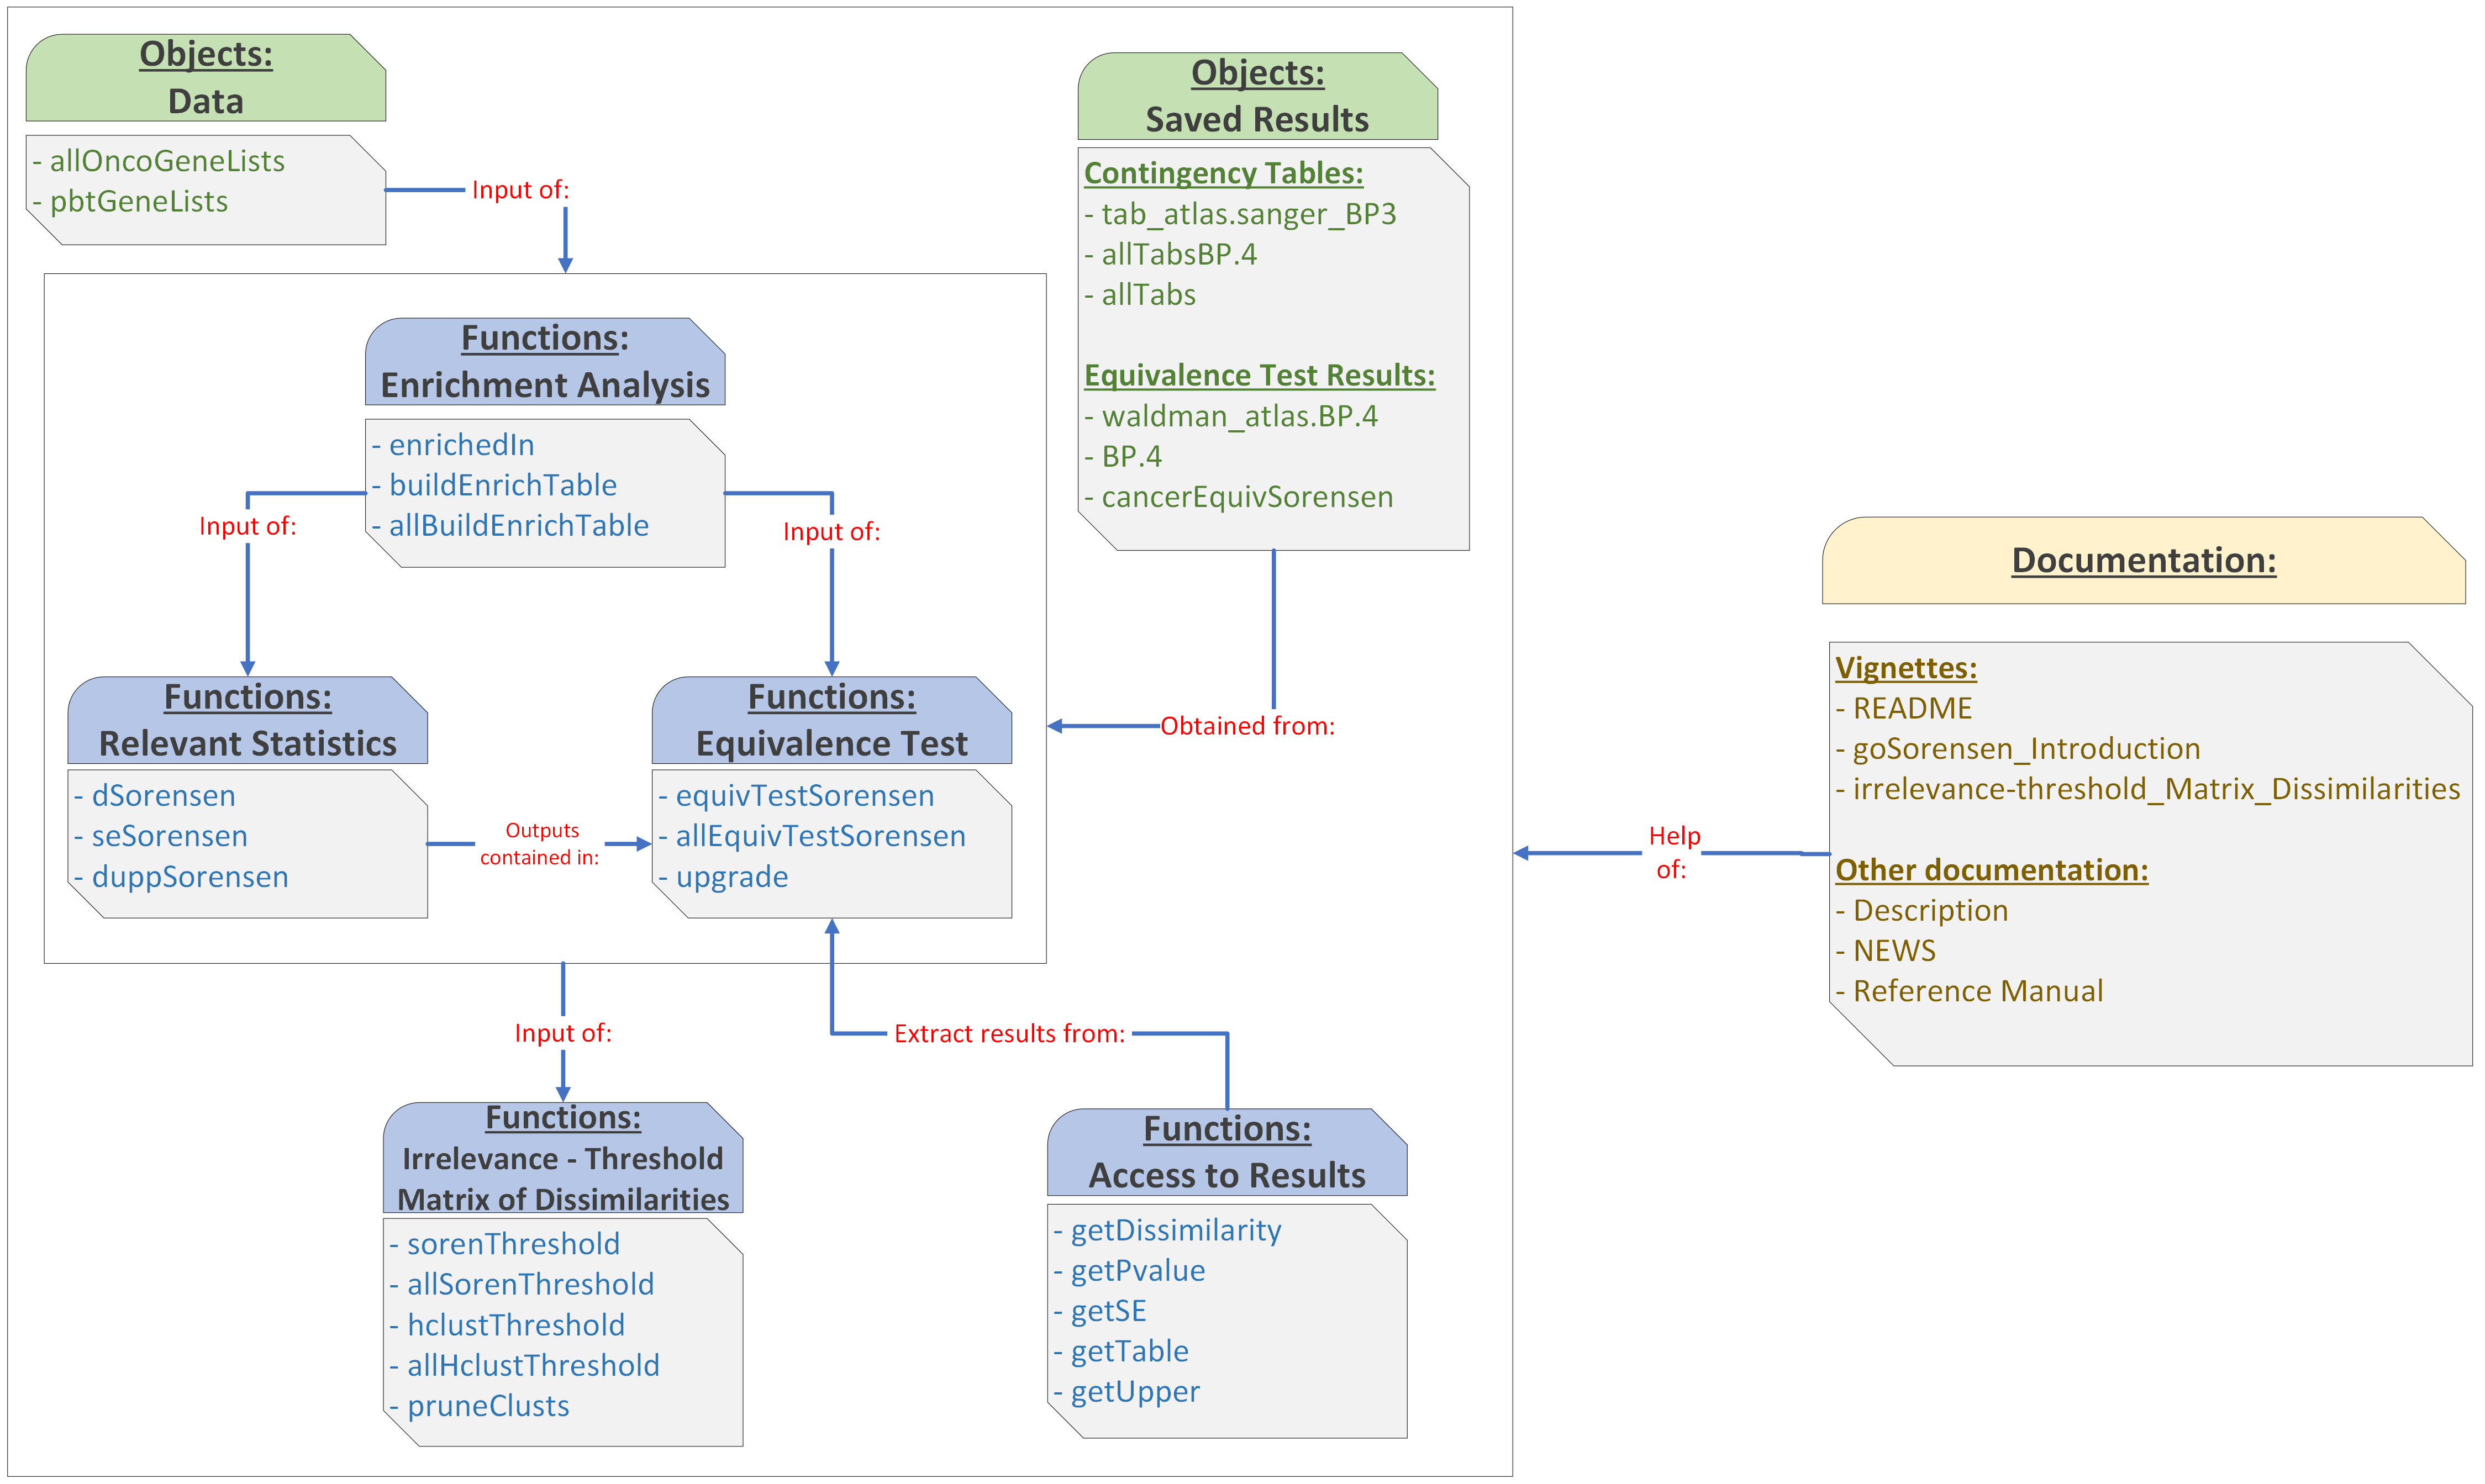 Objects:
Data
- allOncoGeneLists
- pbtGeneLists
Input of:
Objects:
Saved Results
Contingency Tables:
- tab_atlas.sanger_BP3
- allTabsBP.4
- allTabs
Equivalence Test Results:
- waldman_atlas.BP.4
- BP.4
- cancerEquivSorensen
Obtained from:
Functions:
Enrichment Analysis
- enrichedIn
- buildEnrichTable
- allBuildEnrichTable
Input of:
Input of:
Functions:
Relevant Statistics
- dSorensen
- seSorensen
- duppSorensen
Outputs
contained in:
Functions:
Equivalence Test
- equivTestSorensen
- allEquivTestSorensen
- upgrade
Input of:
Extract results from:
Functions:
Irrelevance - Threshold
Matrix of Dissimilarities
- sorenThreshold
- allSorenThreshold
- hclustThreshold
- allHclustThreshold
- pruneClusts
Functions:
Access to Results
- getDissimilarity
- getPvalue
- getSE
- getTable
- getUpper
Help
of:
Documentation:
Vignettes:
- README
- goSorensen_Introduction
- irrelevance-threshold_Matrix_Dissimilarities
Other documentation:
- Description
- NEWS
- Reference Manual